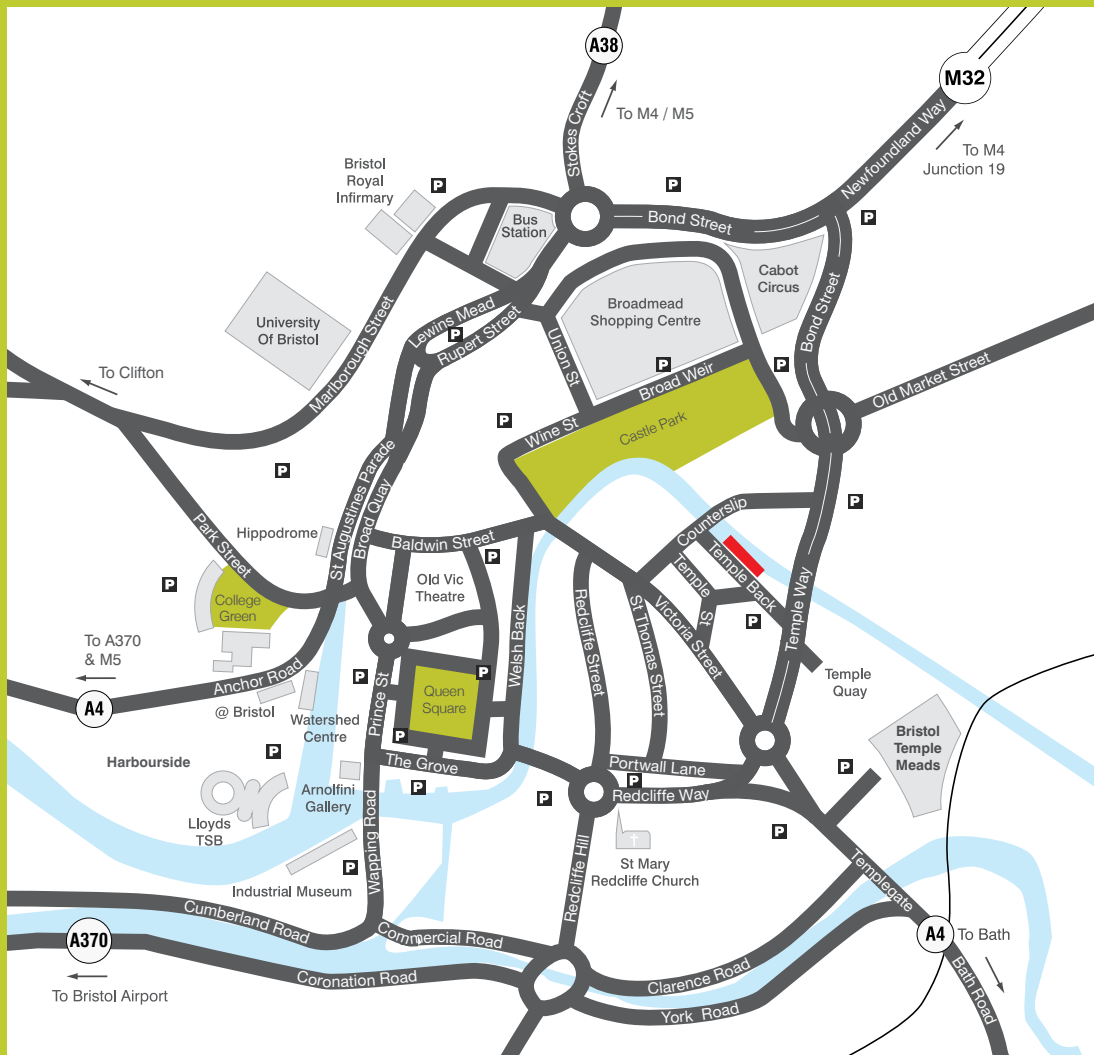 A38
M32
To M4 / M5
Stokes Croft
Newfoundland Way
To M4
Junction 19
Bristol
Royal
Infirmary
P
P
P
Bus
Station
Bond Street
Cabot
Circus
Broadmead
Shopping Centre
Bond Street
University
Of Bristol
Marlborough Street
Lewins Mead
P
Rupert Street
Union St
P
Broad Weir
P
Old Market Street
To Clifton
Wine St
P
Castle Park
P
St Augustines Parade
Broad Quay
P
Park Street
Hippodrome
Baldwin Street
P
Counterslip
Temple Back
Temple St
P
College
Green
Old Vic
Theatre
Welsh Back
Redcliffe Street
St Thomas Street
Victoria Street
P
Temple Way
To A370
& M5
A4
Anchor Road
@ Bristol
Watershed
Centre
P
Prince St
Queen
Square
P
P
Temple
Quay
Bristol
Temple
Meads
Harbourside
P
The Grove
Portwall Lane
P
P
Arnolfini
Gallery
P
P
Redcliffe Way
P
Lloyds
TSB
Wapping Road
Redcliffe Hill
St Mary
Redcliffe Church
Industrial Museum
P
Templegate
Cumberland Road
Commercial Road
A370
A4
To Bath
Bath Road
Coronation Road
Clarence Road
York Road
To Bristol Airport